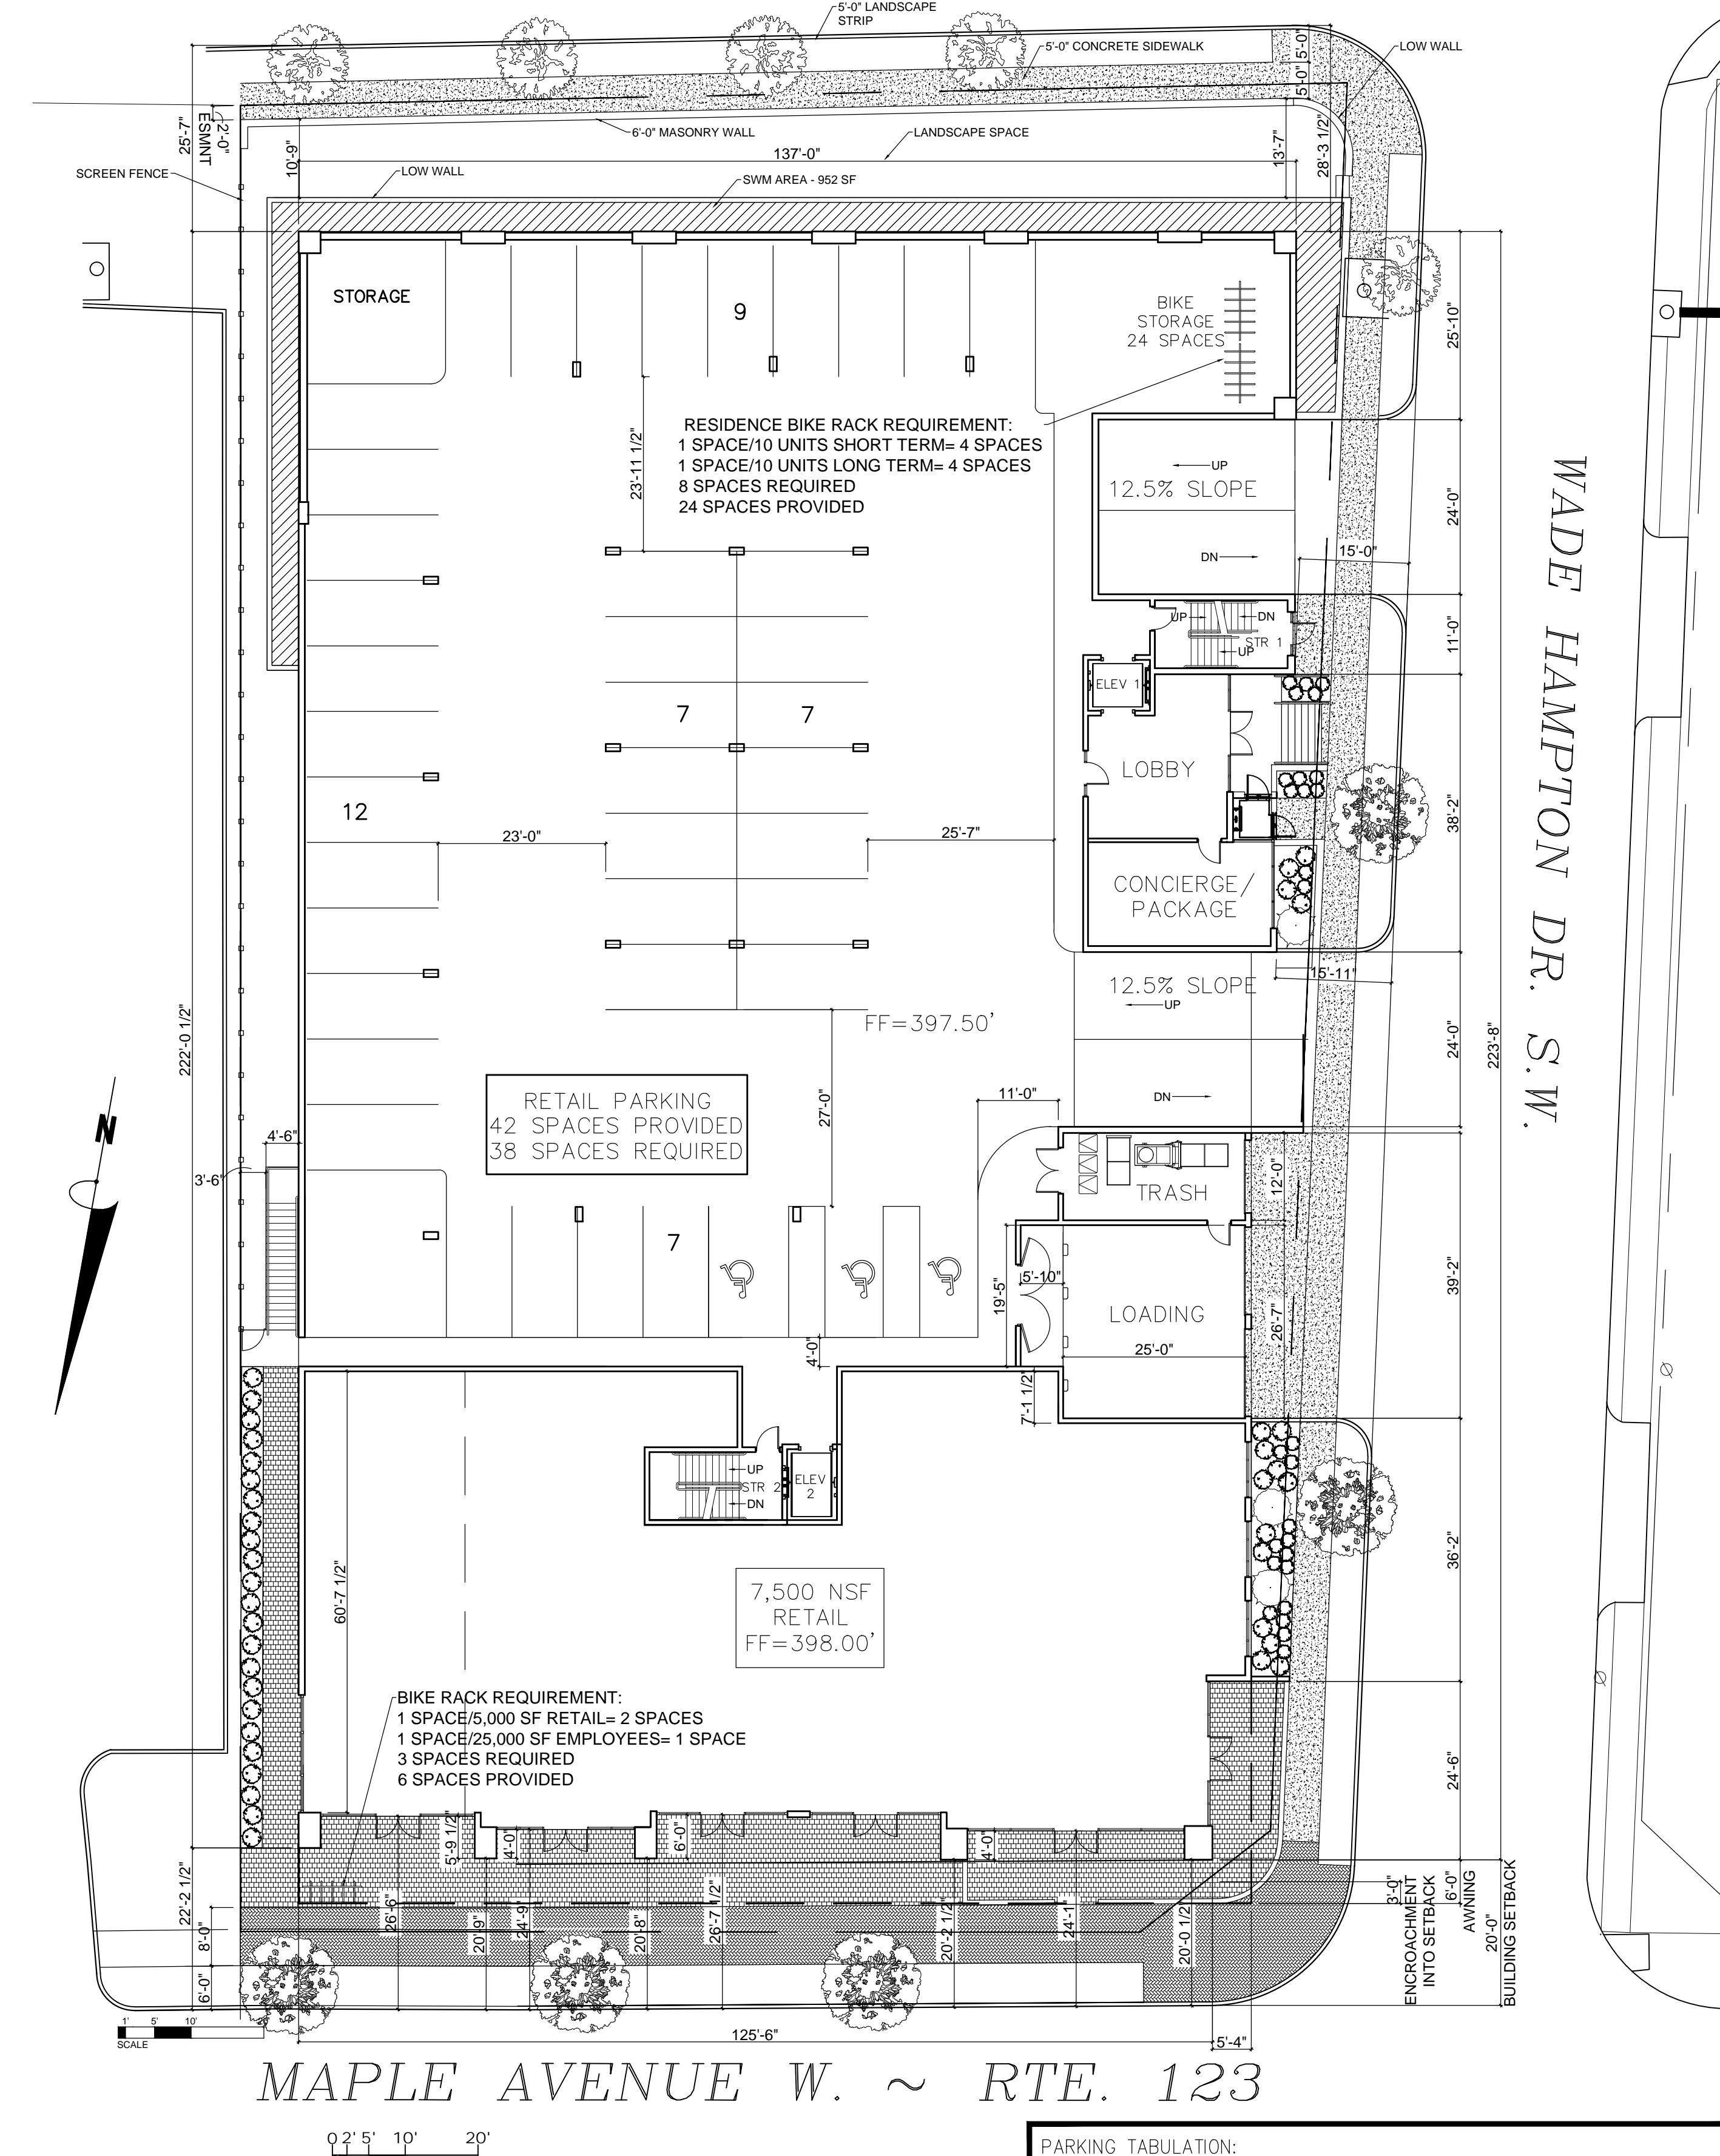 5'-0" LANDSCAPE
STRIP
5'-0" CONCRETE SIDEWALK
LOW WALL
5'-0"
5'-0"
25'-7"
ESMNT
2'-0"
10'-9"
6'-0" MASONRY WALL
LANDSCAPE SPACE
137'-0"
13'-7"
28'-3 1/2"
SCREEN FENCE
LOW WALL
SWM AREA - 952 SF
STORAGE
9
BIKE
STORAGE
24 SPACES
25'-10"
RESIDENCE BIKE RACK REQUIREMENT:
1 SPACE/10 UNITS SHORT TERM= 4 SPACES
1 SPACE/10 UNITS LONG TERM= 4 SPACES
8 SPACES REQUIRED
24 SPACES PROVIDED
23'-11 1/2"
UP
12.5% SLOPE
DN
24'-0"
15'-0"
WADE HAMPTON DR. S.W.
UP
DN
STR 1
UP
11'-0"
ELEV 1
7
7
LOBBY
12
38'-2"
23'-0"
25'-7"
CONCIERGE/
PACKAGE
15'-11"
12.5% SLOPE
UP
FF=397.50'
222'-0 1/2"
24'-0"
223'-8"
RETAIL PARKING
42 SPACES PROVIDED
38 SPACES REQUIRED
27'-0"
11'-0"
DN
N
4'-6"
3'-6"
TRASH
12'-0"
7
5'-10"
19'-5"
LOADING
26'-7"
39'-2"
25'-0"
4'-0"
7'-1 1/2"
UP
STR 2
DN
ELEV
2
60'-7 1/2"
36'-2"
7,500 NSF
RETAIL
FF=398.00'
BIKE RACK REQUIREMENT:
1 SPACE/5,000 SF RETAIL= 2 SPACES
1 SPACE/25,000 SF EMPLOYEES= 1 SPACE
3 SPACES REQUIRED
6 SPACES PROVIDED
24'-6"
5'-9 1/2"
4'-0"
6'-0"
4'-0"
22'-2 1/2"
8'-0"
6'-0"
26'-6"
20'-9"
24'-9"
20'-8"
26'-7 1/2"
20'-2 1/2"
24'-1"
20'-0 1/2"
3'-0"
ENCROACHMENT
INTO SETBACK
6'-0"
AWNING
20'-0"
BUILDING SETBACK
1' 5' 10'
SCALE
125'-6"
5'-4"
MAPLE AVENUE W. ~ RTE. 123
0 2' 5' 10' 20'
PARKING TABULATION: